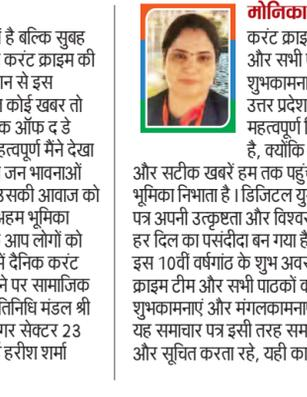 हैं बल्कि सुबह
करंट क्राइम की
न से इस
कोई खबर तो
क ऑफ द डे
हत्वपूर्ण मैंने देखा
जन भावनाओं
उसकी आवाज को
अहम भूमिका
आप लोगों को
में दैनिक करंट
ने पर सामाजिक
तिनिधि मंडल श्री
गर सेक्टर 23
हरीश शर्मा
मोनिका
करंट क्राइ
और सभी
शुभकामना
उत्तर प्रदेश
महत्वपूर्ण
है, क्योंकि
और सटीक खबरें हम तक पहुं
भूमिका निभाता है। डिजिटल यु
पत्र अपनी उत्कृष्टता और विश्वस
हर दिल का पसंदीदा बन गया है
इस 10वीं वर्षगांठ के शुभ अवस
क्राइम टीम और सभी पाठकों क
शुभकामनाएं और मंगलकामना
यह समाचार पत्र इसी तरह सम
और सूचित करता रहे, यही का